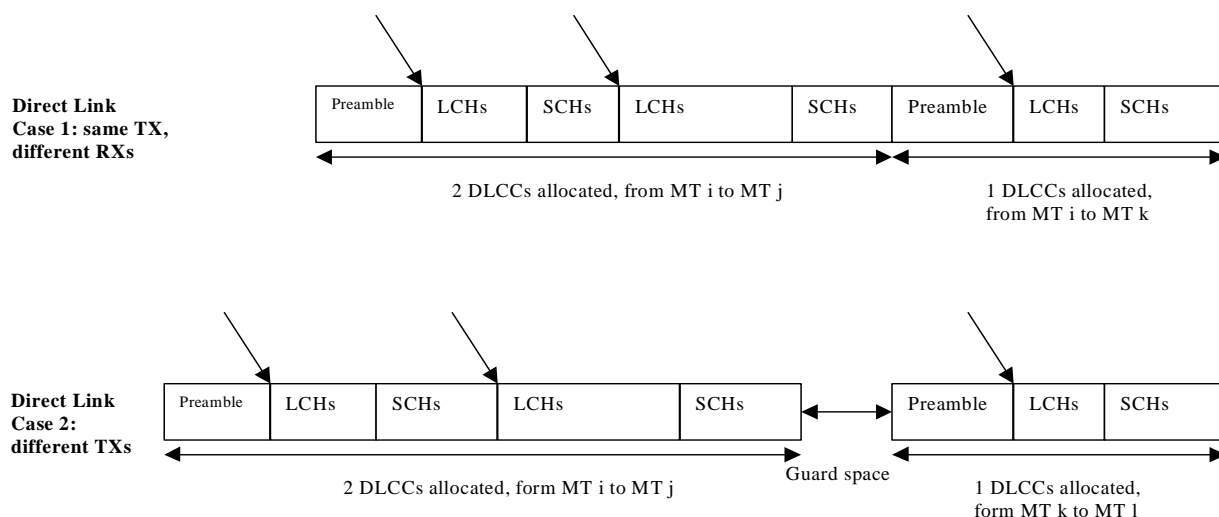 Direct Link
Case 1: same TX,
different RXs
Preamble LCHs SCHs LCHs SCHs Preamble LCHs SCHs
2 DLCCs allocated, from MT i to MT j
1 DLCCs allocated,
from MT i to MT k
Direct Link
Case 2:
different TXs
Preamble LCHs SCHs LCHs SCHs Preamble LCHs SCHs
Guard space
2 DLCCs allocated, form MT i to MT j
1 DLCCs allocated,
form MT k to MT l